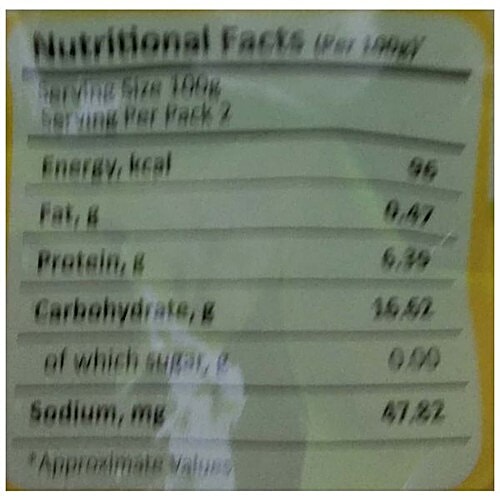 Nutritional Facts (Per 100g)
Serving Size 100g
Serving Per Pack 2
Energy, kcal 96
Fat, g 0.47
Protein, g 6.39
Carbohydrate, g 16.62
of which sugar, g 0.00
Sodium, mg 47.82
*Approximate Values